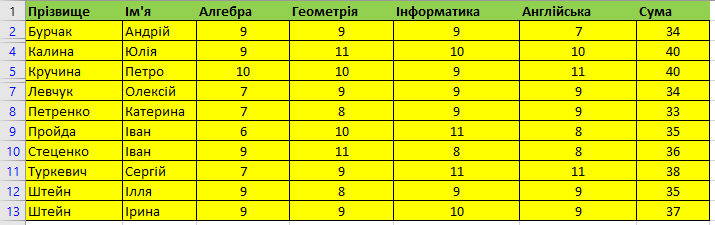 1 Прізвище Ім'я Алгебра Геометрія Інформатика Англійська Сума
2 Бурчак Андрій 9 9 9 7 34
4 Калина Юлія 9 11 10 10 40
5 Кручина Петро 10 10 9 11 40
7 Левчук Олексій 7 9 9 9 34
8 Петренко Катерина 7 8 9 9 33
9 Пройда Іван 6 10 11 8 35
10 Стеценко Іван 9 11 8 8 36
11 Туркевич Сергій 7 9 11 11 38
12 Штейн Ілля 9 8 9 9 35
13 Штейн Ірина 9 9 10 9 37